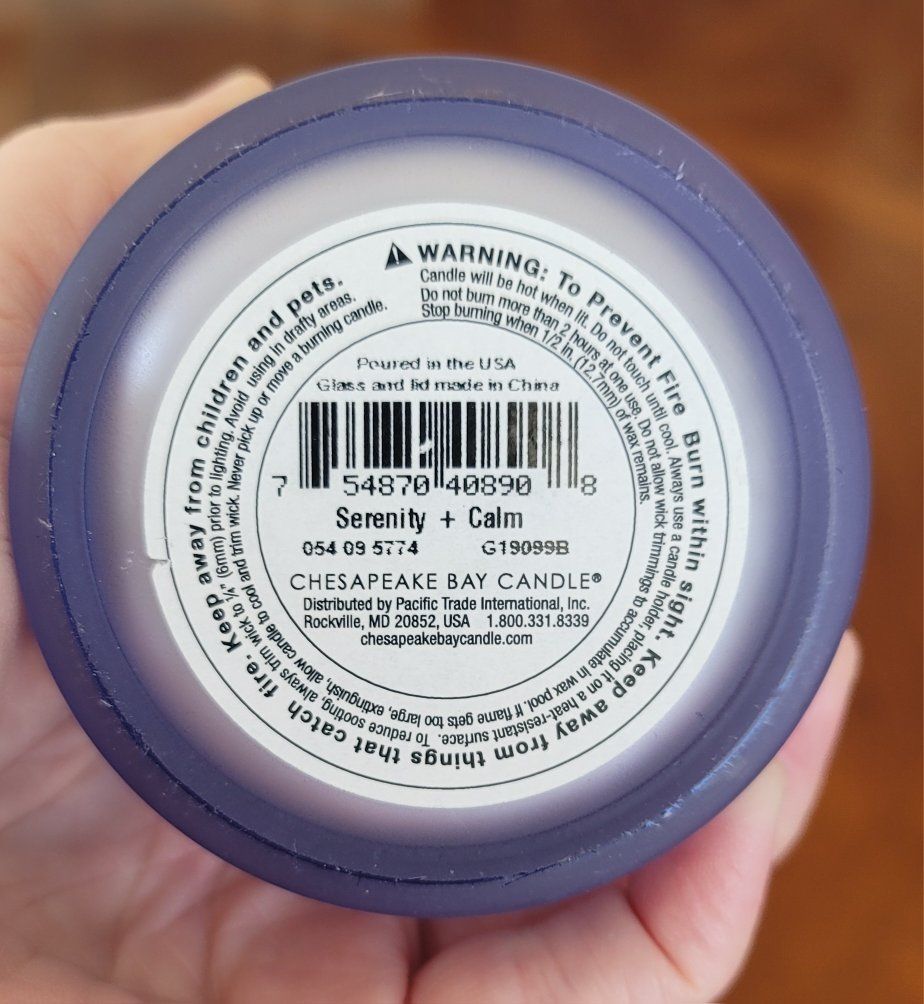 ⚠ WARNING: To Prevent Fire Burn within sight. Keep away from things that catch fire. Keep away from children and pets.
Candle will be hot when lit. Do not touch until cool. Always use a candle holder, placing it on a heat-resistant surface. To reduce sooting, always trim wick to ¼" (6mm) prior to lighting. Avoid using in drafty areas.
Do not burn more than 2 hours at one use. Do not allow wick trimmings to accumulate in wax pool. If flame gets too large, extinguish, allow candle to cool and trim wick. Never pick up or move a burning candle.
Stop burning when 1/2 in. (12.7mm) of wax remains.
Poured in the USA
Glass and lid made in China
7 54870 40890 8
Serenity + Calm
054 09 5774 G19099B
CHESAPEAKE BAY CANDLE®
Distributed by Pacific Trade International, Inc.
Rockville, MD 20852, USA 1.800.331.8339
chesapeakebaycandle.com